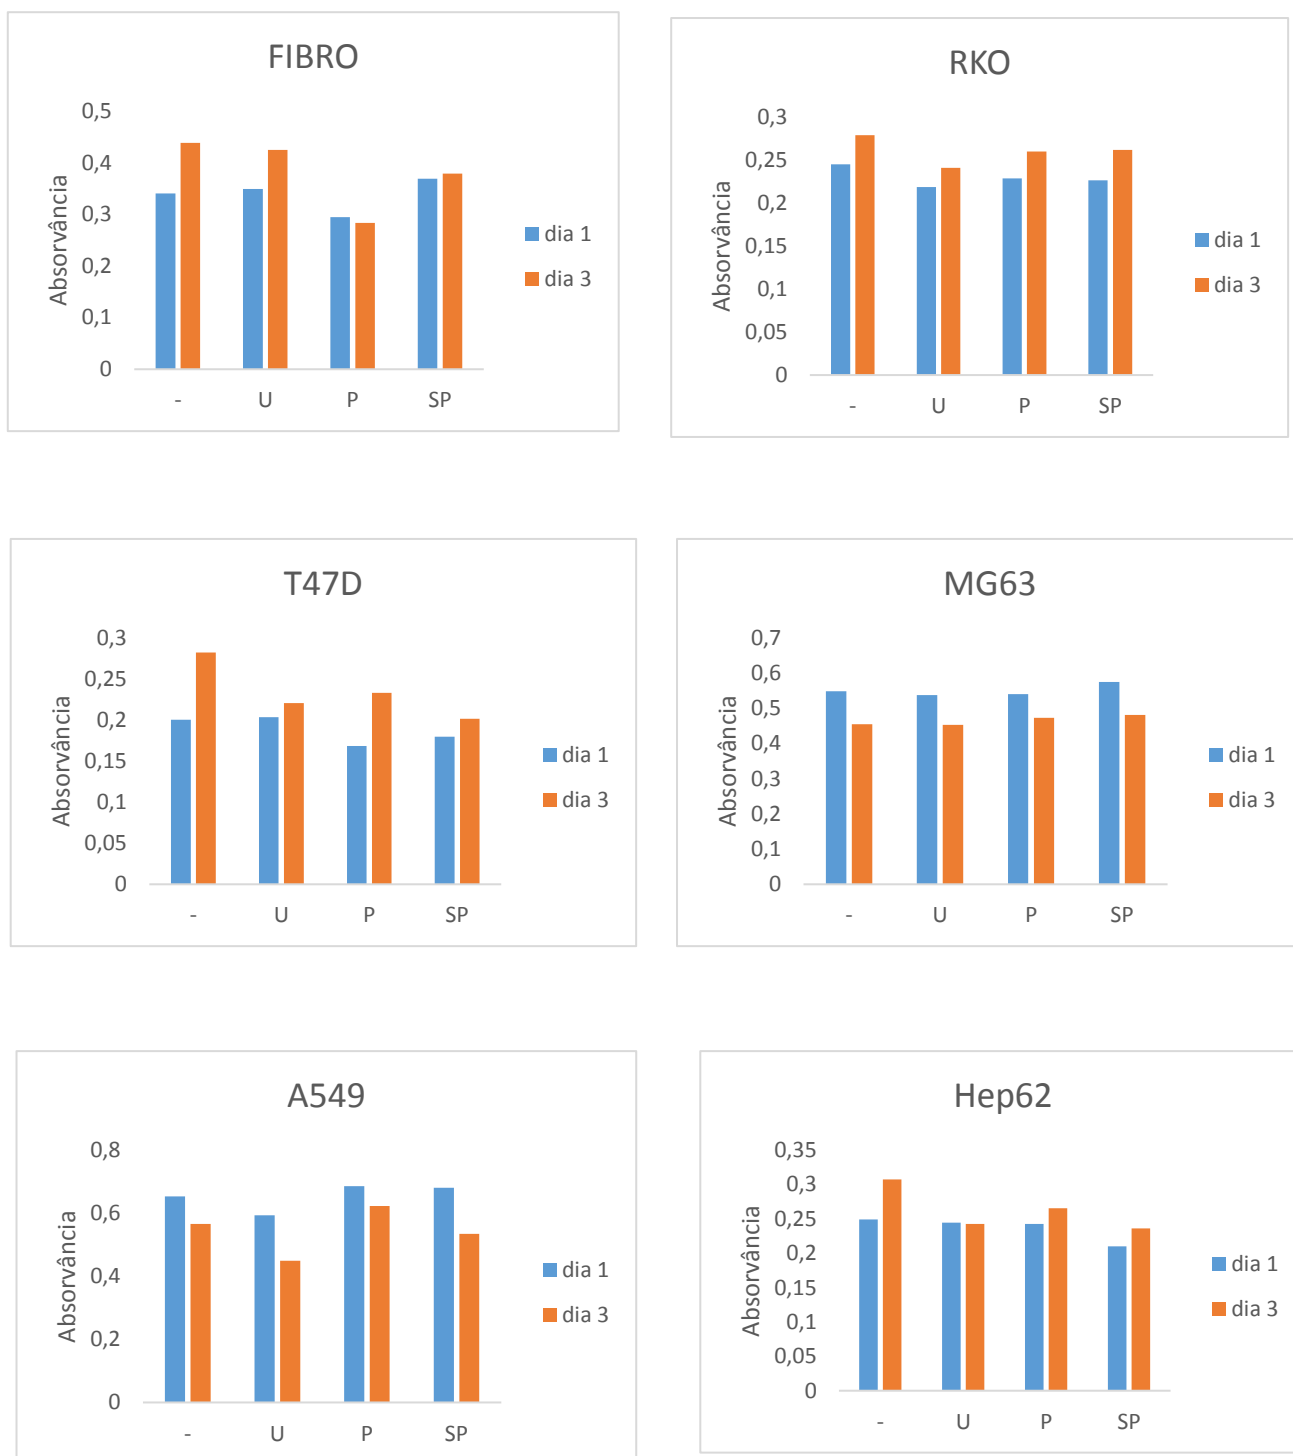 FIBRO
0,5
0,4
0,3
0,2
0,1
0
Absorvância
- U P SP
dia 1
dia 3
RKO
0,3
0,25
0,2
0,15
0,1
0,05
0
Absorvância
- U P SP
dia 1
dia 3
T47D
0,3
0,25
0,2
0,15
0,1
0,05
0
Absorvância
- U P SP
dia 1
dia 3
MG63
0,7
0,6
0,5
0,4
0,3
0,2
0,1
0
Absorvância
- U P SP
dia 1
dia 3
A549
0,8
0,6
0,4
0,2
0
Absorvância
- U P SP
dia 1
dia 3
Hep62
0,35
0,3
0,25
0,2
0,15
0,1
0,05
0
Absorvância
- U P SP
dia 1
dia 3